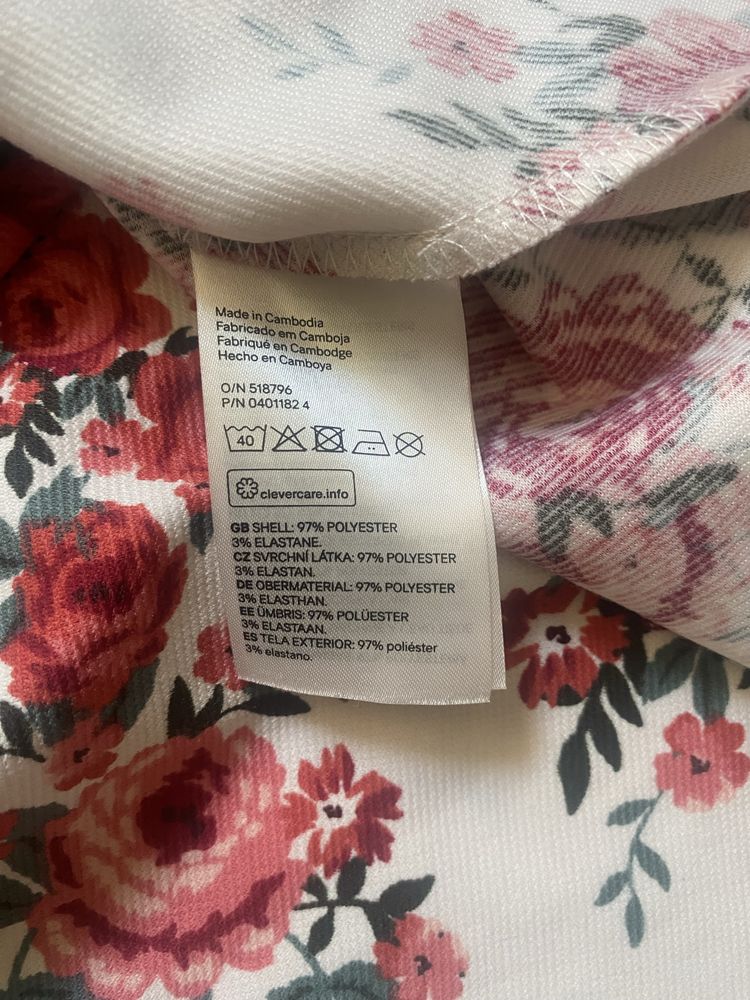 Made in Cambodia
Fabricado em Camboja
Fabriqué en Cambodge
Hecho en Camboya
O/N 518796
P/N 0401182 4
40
clevercare.info
GB SHELL: 97% POLYESTER
3% ELASTANE.
CZ SVRCHNÍ LÁTKA: 97% POLYESTER
3% ELASTAN.
DE OBERMATERIAL: 97% POLYESTER
3% ELASTHAN.
EE ÜMBRIS: 97% POLÜESTER
3% ELASTAAN.
ES TELA EXTERIOR: 97% poliéster
3% elastano.